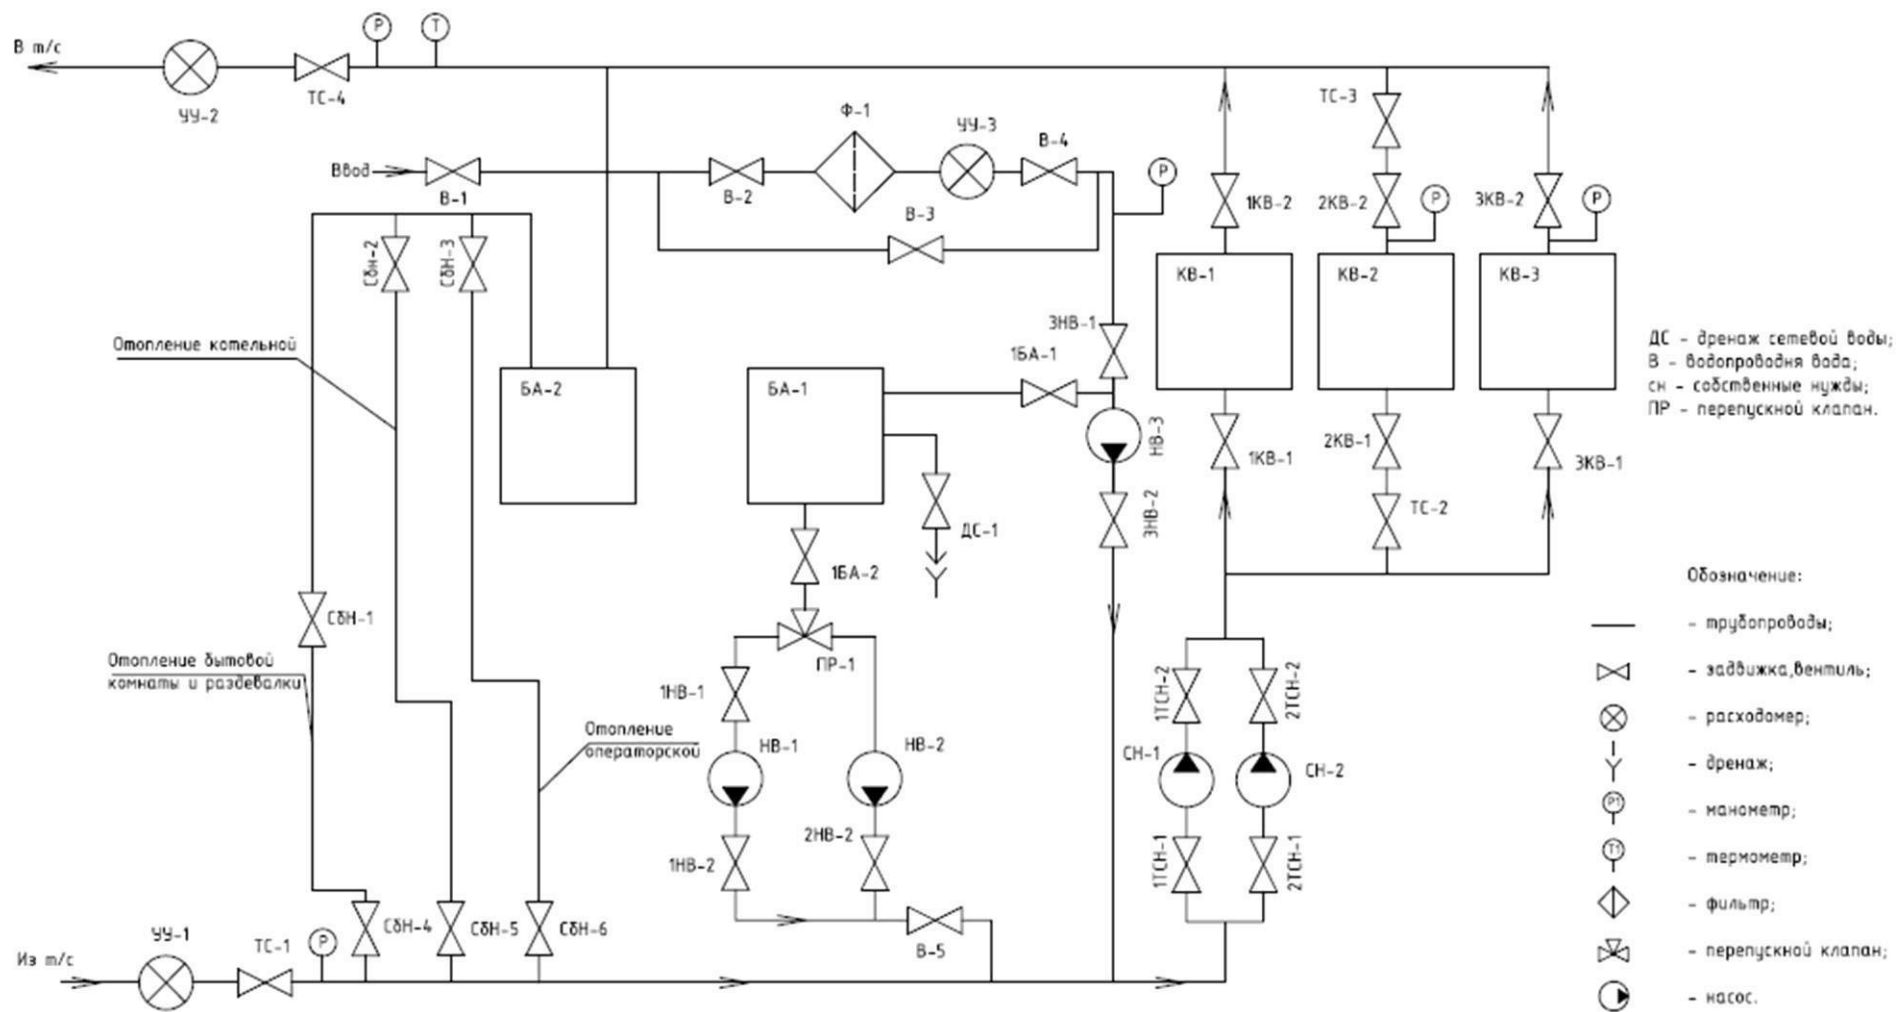 P
T
В т/с
ТС-4
УУ-2
ТС-3
Ф-1
УУ-3
В-4
Ввод
В-1
В-2
В-3
P
1КВ-2
2КВ-2
P
3КВ-2
P
Сбн-2
СбН-3
КВ-1
КВ-2
КВ-3
Отопление котельной
3НВ-1
1БА-1
БА-2
БА-1
НВ-3
1КВ-1
2КВ-1
3КВ-1
ДС - дренаж сетевой воды;
В - водопроводня вода;
сн - собственные нужды;
ПР - перепускной клапан.
ДС-1
3НВ-2
ТС-2
1БА-2
СбН-1
ПР-1
Отопление бытовой
комнаты и раздевалки
1НВ-1
1ТСН-2
2ТСН-2
Отопление
операторской
НВ-1
НВ-2
СН-1
СН-2
1НВ-2
2НВ-2
1ТСН-1
2ТСН-1
УУ-1
ТС-1
P
СбН-4
СбН-5
СбН-6
В-5
Из т/с
Обозначение:
- трубопроводы;
- задвижка,вентиль;
- расходомер;
- дренаж;
P1
- манометр;
T1
- термометр;
- фильтр;
- перепускной клапан;
- насос.